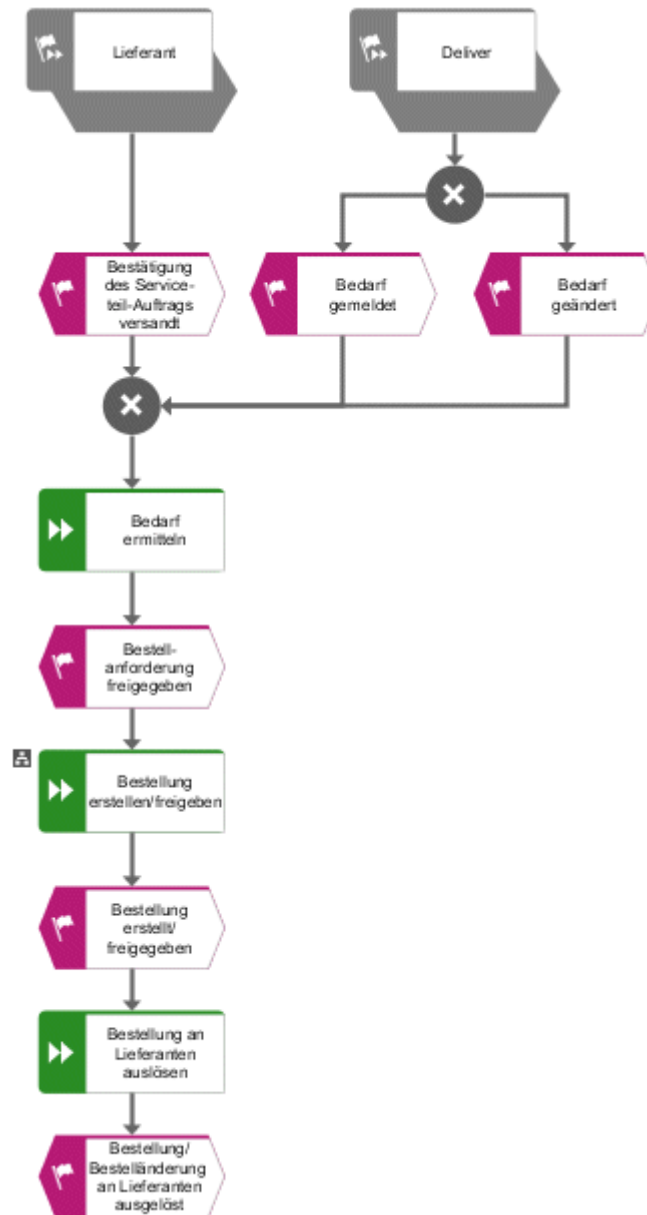 Lieferant
Deliver
Bestätigung
des Service-
teil-Auftrags
versandt
Bedarf
gemeldet
Bedarf
geändert
Bedarf
ermitteln
Bestell-
anforderung
freigegeben
Bestellung
erstellen/freigeben
Bestellung
erstellt/
freigegeben
Bestellung an
Lieferanten
auslösen
Bestellung/
Bestelländerung
an Lieferanten
ausgelöst